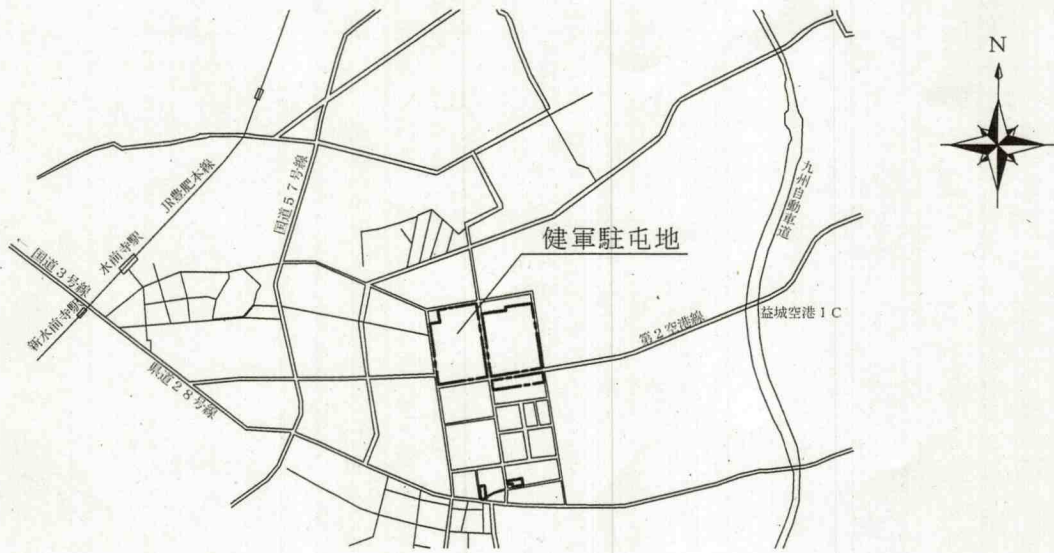 N
JR豊肥本線
国道57号線
九州自動車道
健軍駐屯地
一国道3号線
水前寺駅
新水前寺駅
益城空港IC
第2空港線
県道28号線